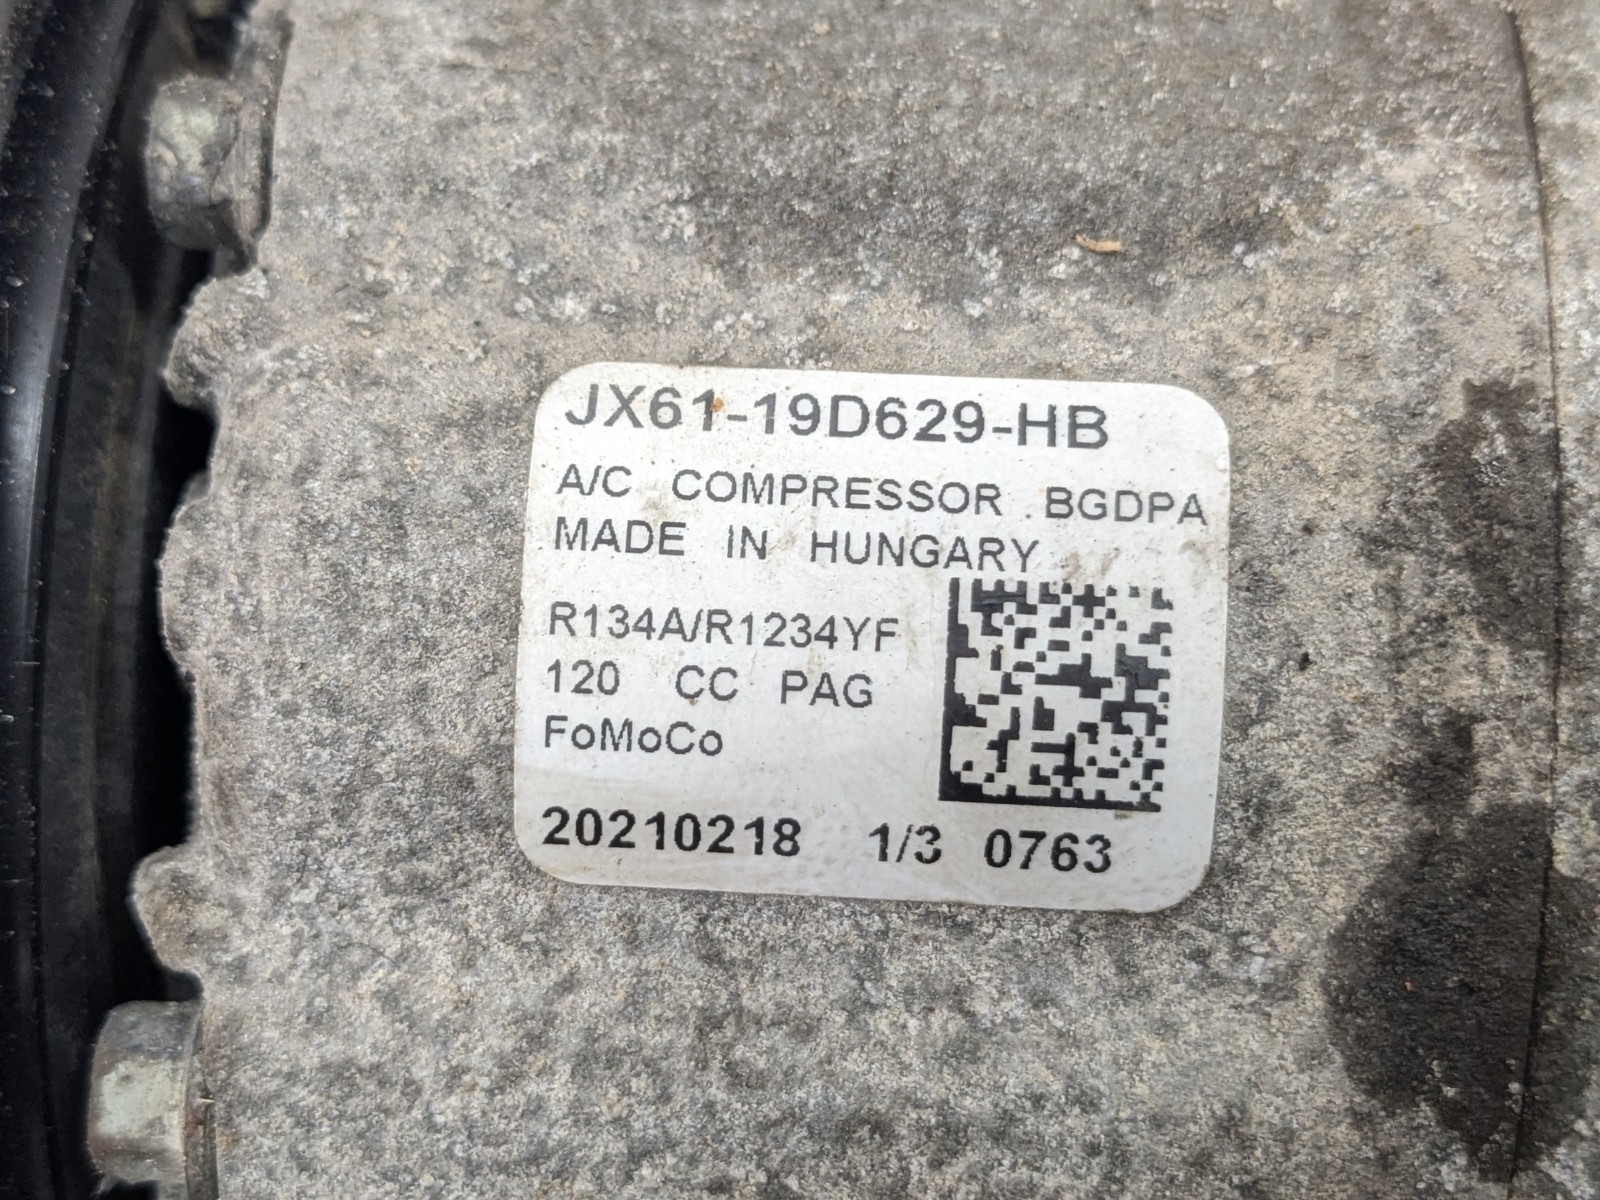 JX61-19D629-HB
A/C COMPRESSOR BGDPA
MADE IN HUNGARY
R134A/R1234YF
120 CC PAG
FoMoCo
20210218 1/3 0763